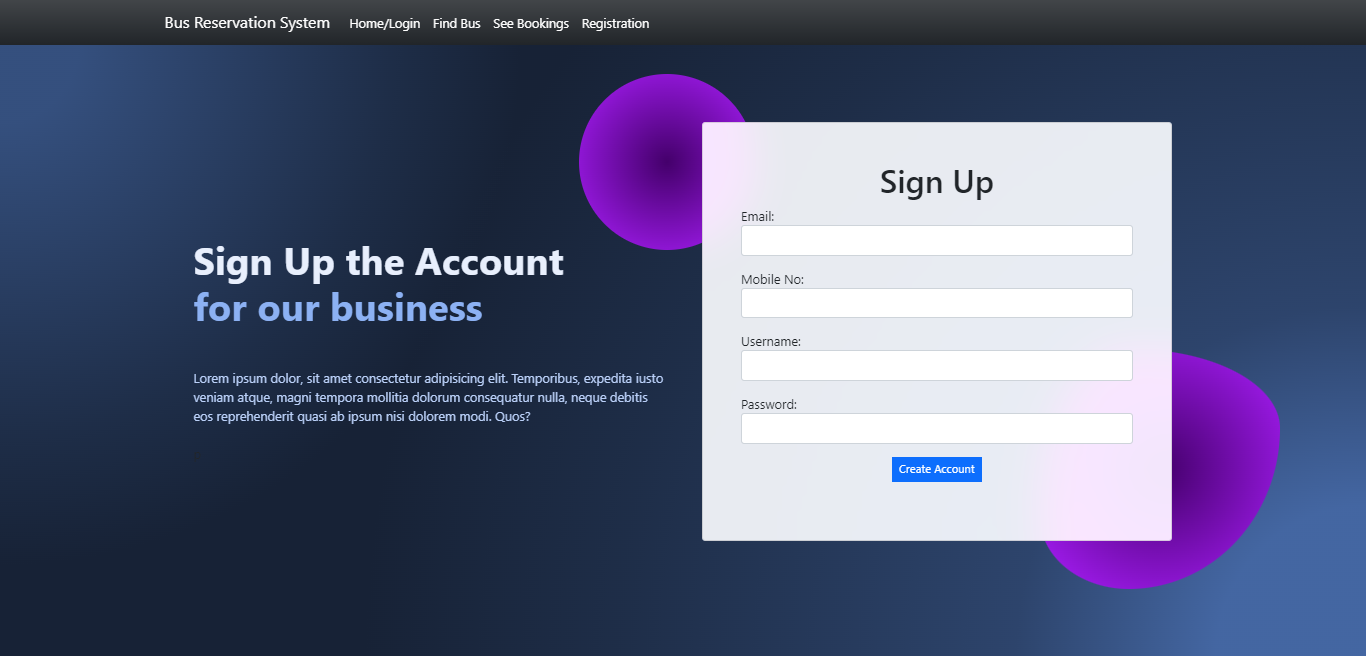 Bus Reservation System Home/Login Find Bus See Bookings Registration
Sign Up the Account
for our business
Lorem ipsum dolor, sit amet consectetur adipisicing elit. Temporibus, expedita iusto
veniam atque, magni tempora mollitia dolorum consequatur nulla, neque debitis
eos reprehenderit quasi ab ipsum nisi dolorem modi. Quos?
Sign Up
Email:
Mobile No:
Username:
Password:
Create Account